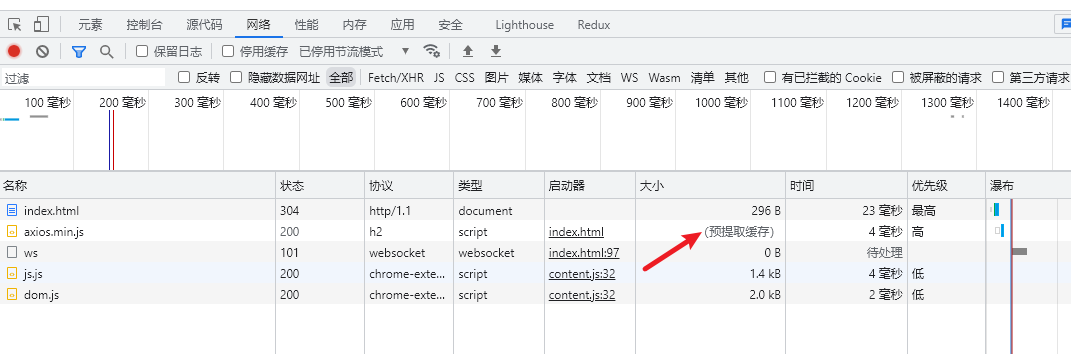 元素 控制台 源代码 网络 性能 内存 应用 安全 Lighthouse Redux
保留日志 停用缓存 已停用节流模式
过滤 反转 隐藏数据网址 全部 Fetch/XHR JS CSS 图片 媒体 字体 文档 WS Wasm 清单 其他 有已拦截的 Cookie 被屏蔽的请求 第三方请求
100 毫秒 200 毫秒 300 毫秒 400 毫秒 500 毫秒 600 毫秒 700 毫秒 800 毫秒 900 毫秒 1000 毫秒 1100 毫秒 1200 毫秒 1300 毫秒 1400 毫秒
名称 状态 协议 类型 启动器 大小 时间 优先级 瀑布
index.html 304 http/1.1 document 296 B 23 毫秒 最高
axios.min.js 200 h2 script index.html (预提取缓存) 4 毫秒 高
ws 101 websocket websocket index.html:97 0 B 待处理
js.js 200 chrome-exte... script content.js:32 1.4 kB 4 毫秒 低
dom.js 200 chrome-exte... script content.js:32 2.0 kB 2 毫秒 低